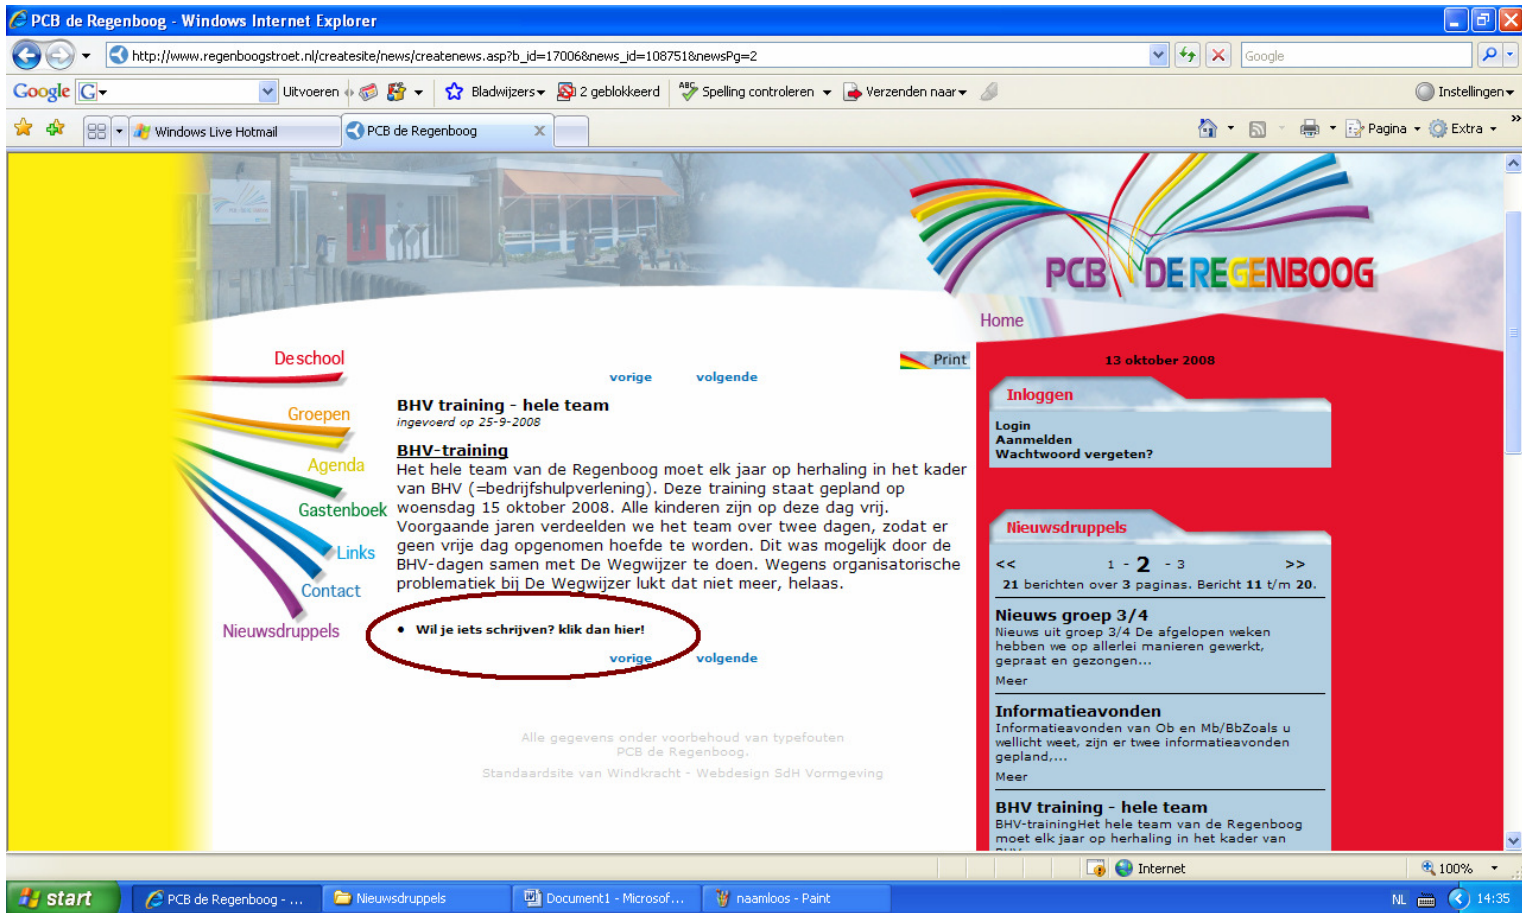 PCB de Regenboog - Windows Internet Explorer
http://www.regenboogstroet.nl/createsite/news/createnews.asp?b_id=17006&news_id=108751&newsPg=2
Google
Google G Uitvoeren Bladwijzers 2 geblokkeerd ABC Spelling controleren Verzenden naar Instellingen
Windows Live Hotmail PCB de Regenboog X Pagina Extra »
PCB DE REGENBOOG
Home
De school
Groepen
Agenda
Gastenboek
Links
Contact
Nieuwsdruppels
Print
vorige volgende
BHV training - hele team
ingevoerd op 25-9-2008
BHV-training
Het hele team van de Regenboog moet elk jaar op herhaling in het kader
van BHV (=bedrijfshulpverlening). Deze training staat gepland op
woensdag 15 oktober 2008. Alle kinderen zijn op deze dag vrij.
Voorgaande jaren verdeelden we het team over twee dagen, zodat er
geen vrije dag opgenomen hoefde te worden. Dit was mogelijk door de
BHV-dagen samen met De Wegwijzer te doen. Wegens organisatorische
problematiek bij De Wegwijzer lukt dat niet meer, helaas.
• Wil je iets schrijven? klik dan hier!
vorige volgende
Alle gegevens onder voorbehoud van typefouten
PCB de Regenboog.
Standaardsite van Windkracht - Webdesign SdH Vormgeving
13 oktober 2008
Inloggen
Login
Aanmelden
Wachtwoord vergeten?
Nieuwsdruppels
<< 1 - 2 - 3 >>
21 berichten over 3 paginas. Bericht 11 t/m 20.
Nieuws groep 3/4
Nieuws uit groep 3/4 De afgelopen weken
hebben we op allerlei manieren gewerkt,
gepraat en gezongen...
Meer
Informatieavonden
Informatieavonden van Ob en Mb/BbZoals u
wellicht weet, zijn er twee informatieavonden
gepland,...
Meer
BHV training - hele team
BHV-trainingHet hele team van de Regenboog
moet elk jaar op herhaling in het kader van
Internet 100%
start PCB de Regenboog - ... Nieuwsdruppels Document1 - Microsof... naamloos - Paint NL 14:35